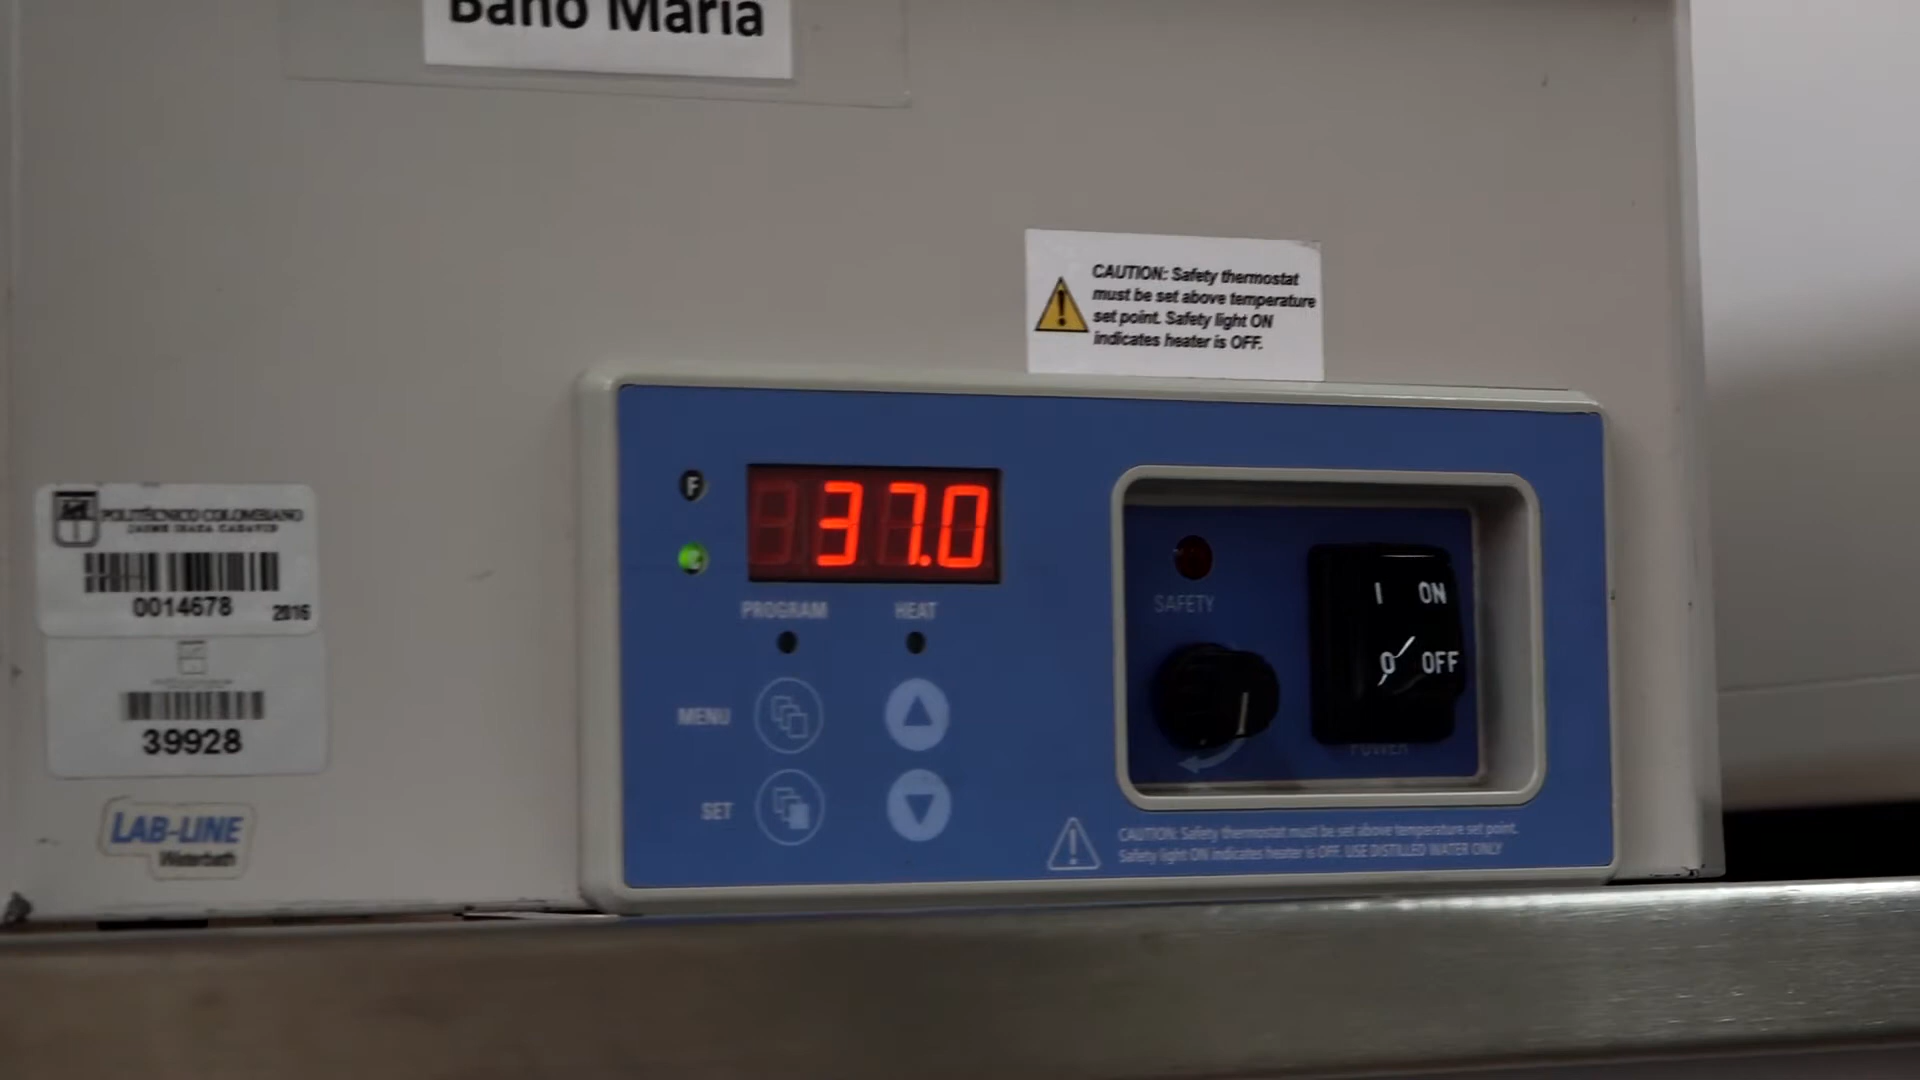 Baño María
CAUTION: Safety thermostat
must be set above temperature
set point. Safety light ON
indicates heater is OFF.
POLITÉCNICO COLOMBIANO
JAIME ISAZA CADAVID
0014678 2016
39928
LAB-LINE
Waterbath
F
C
37.0
PROGRAM HEAT
MENU
SET
SAFETY
I ON
O OFF
POWER
CAUTION: Safety thermostat must be set above temperature set point.
Safety light ON indicates heater is OFF. USE DISTILLED WATER ONLY